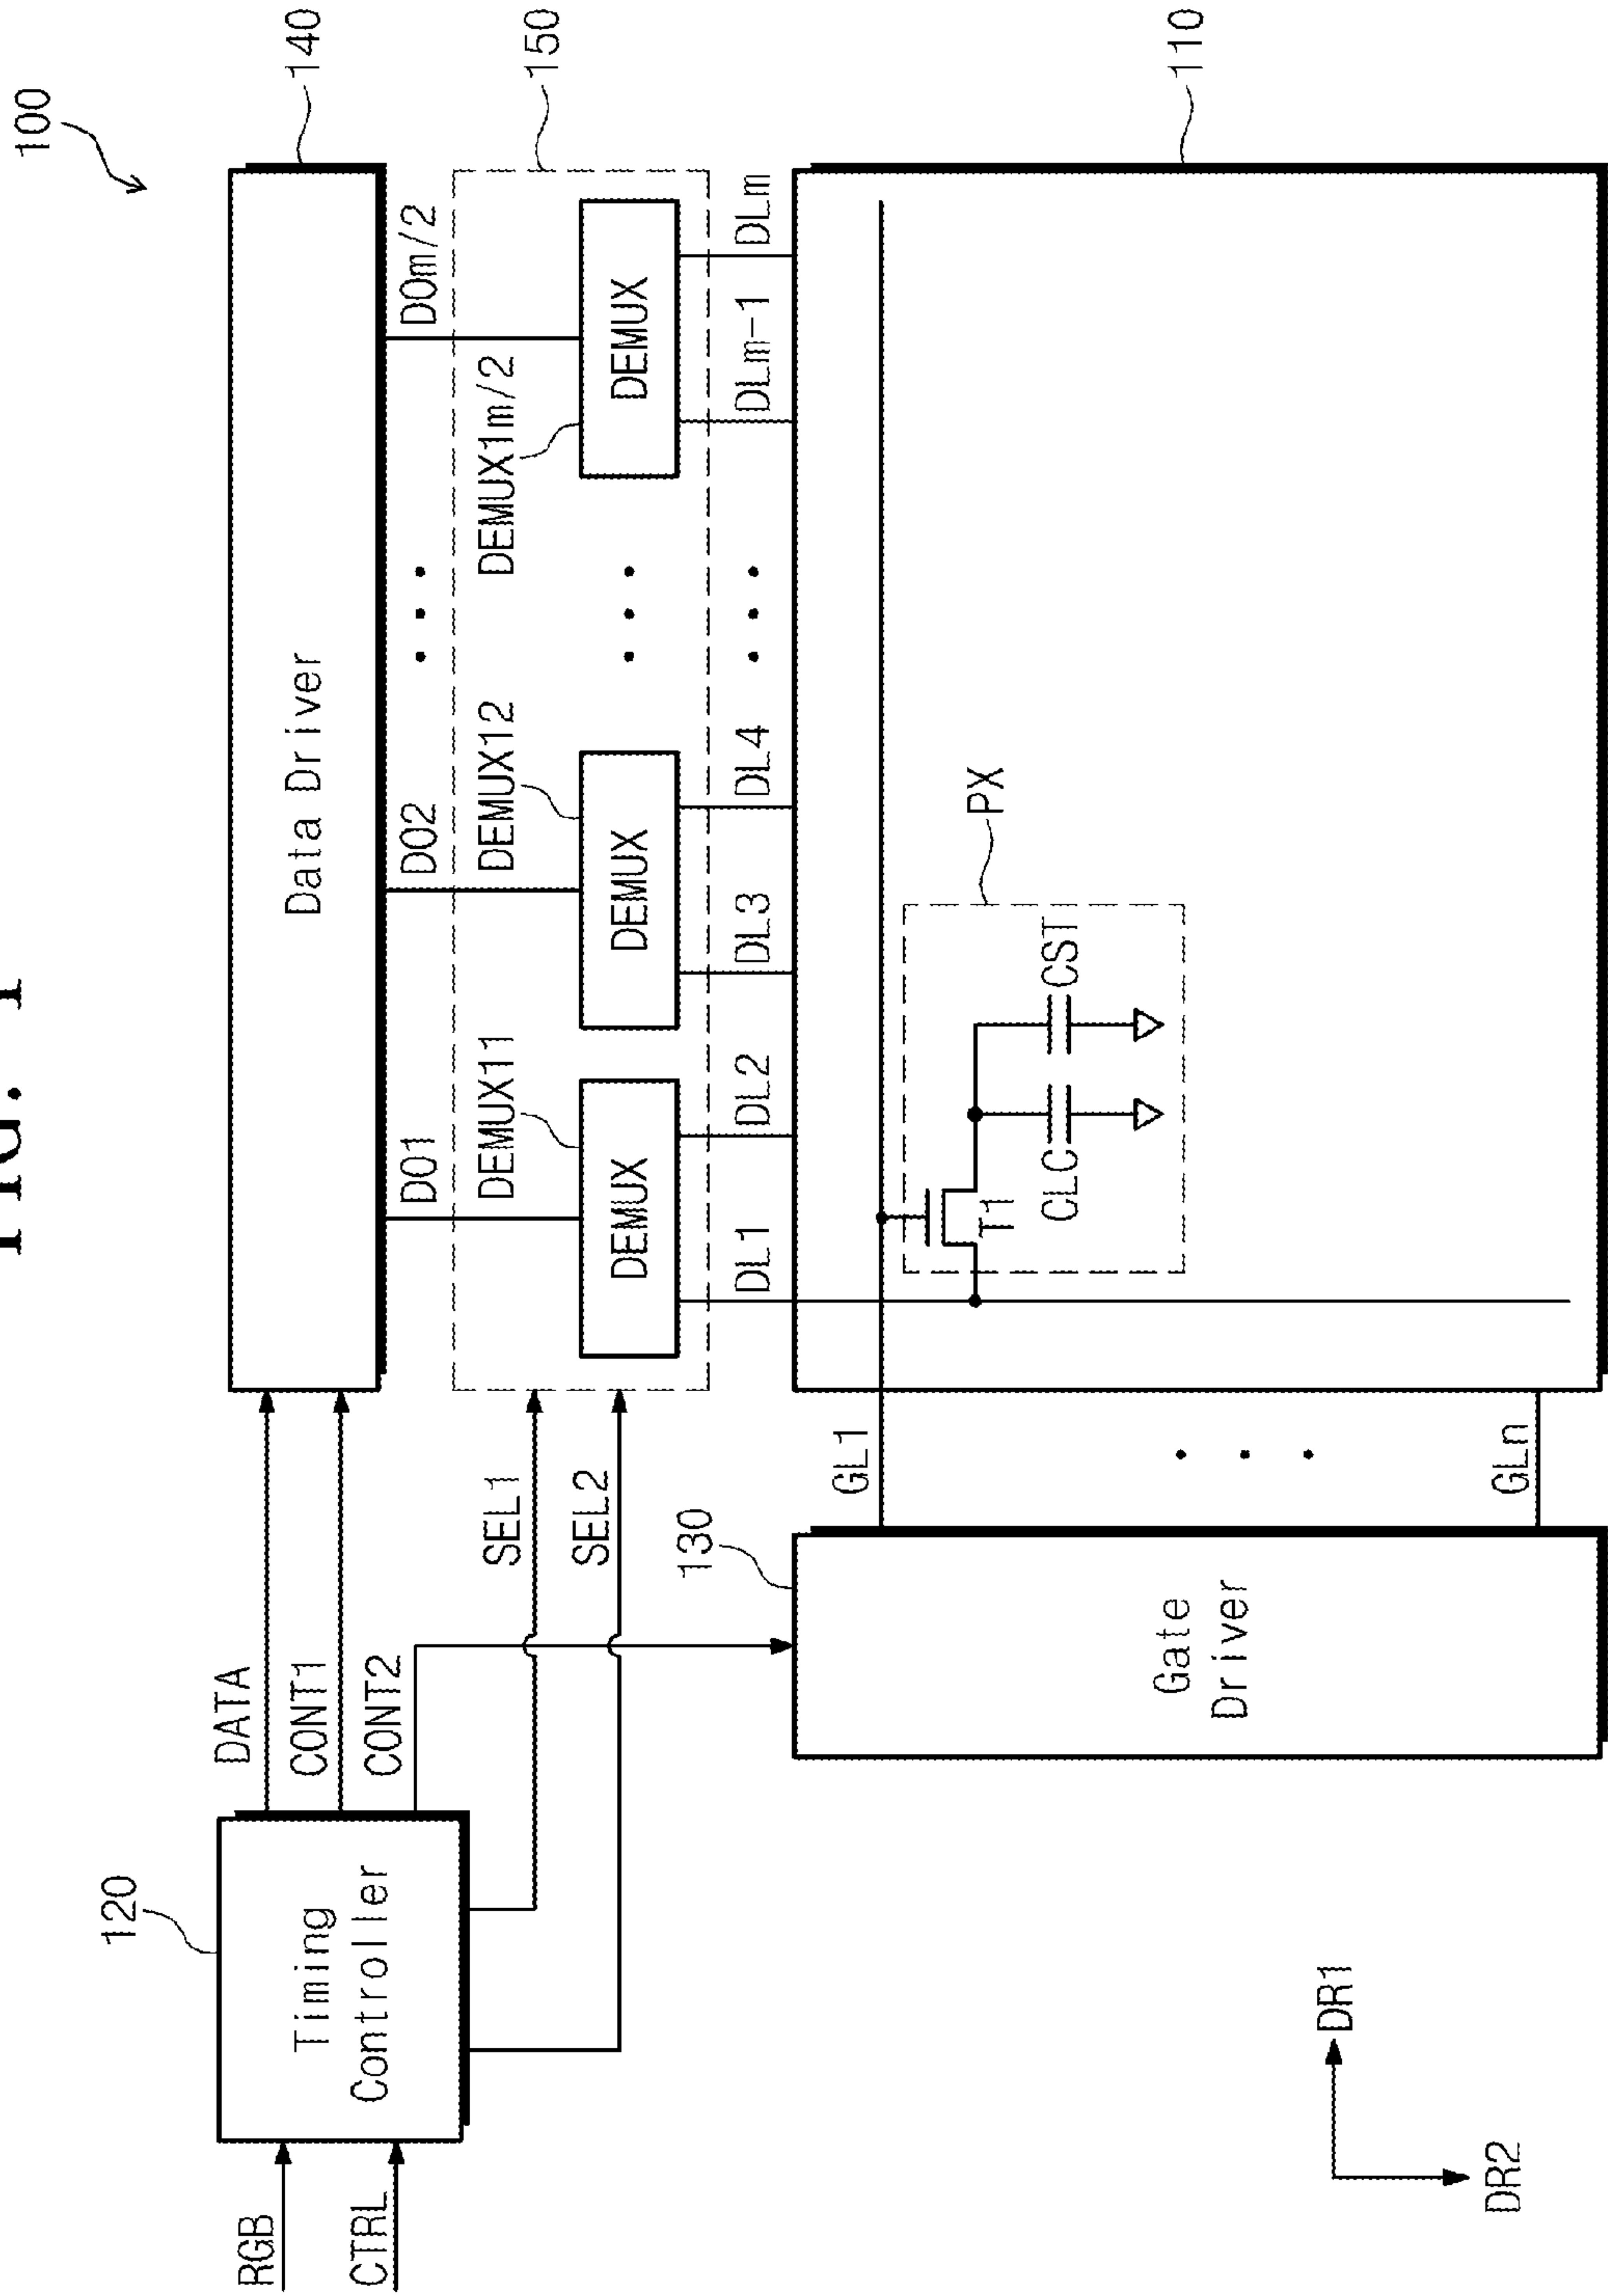 FIG. 1
100
140
Data Driver
150
DO1
DO2
DOm/2
DEMUX11
DEMUX12
DEMUX1m/2
DEMUX
DEMUX
DEMUX
DL1
DL2
DL3
DL4
DLm-1
DLm
120
Timing
Controller
RGB
CTRL
DATA
CONT1
CONT2
SEL1
SEL2
130
Gate
Driver
GL1
GLn
110
PX
T1
CLC
CST
DR1
DR2